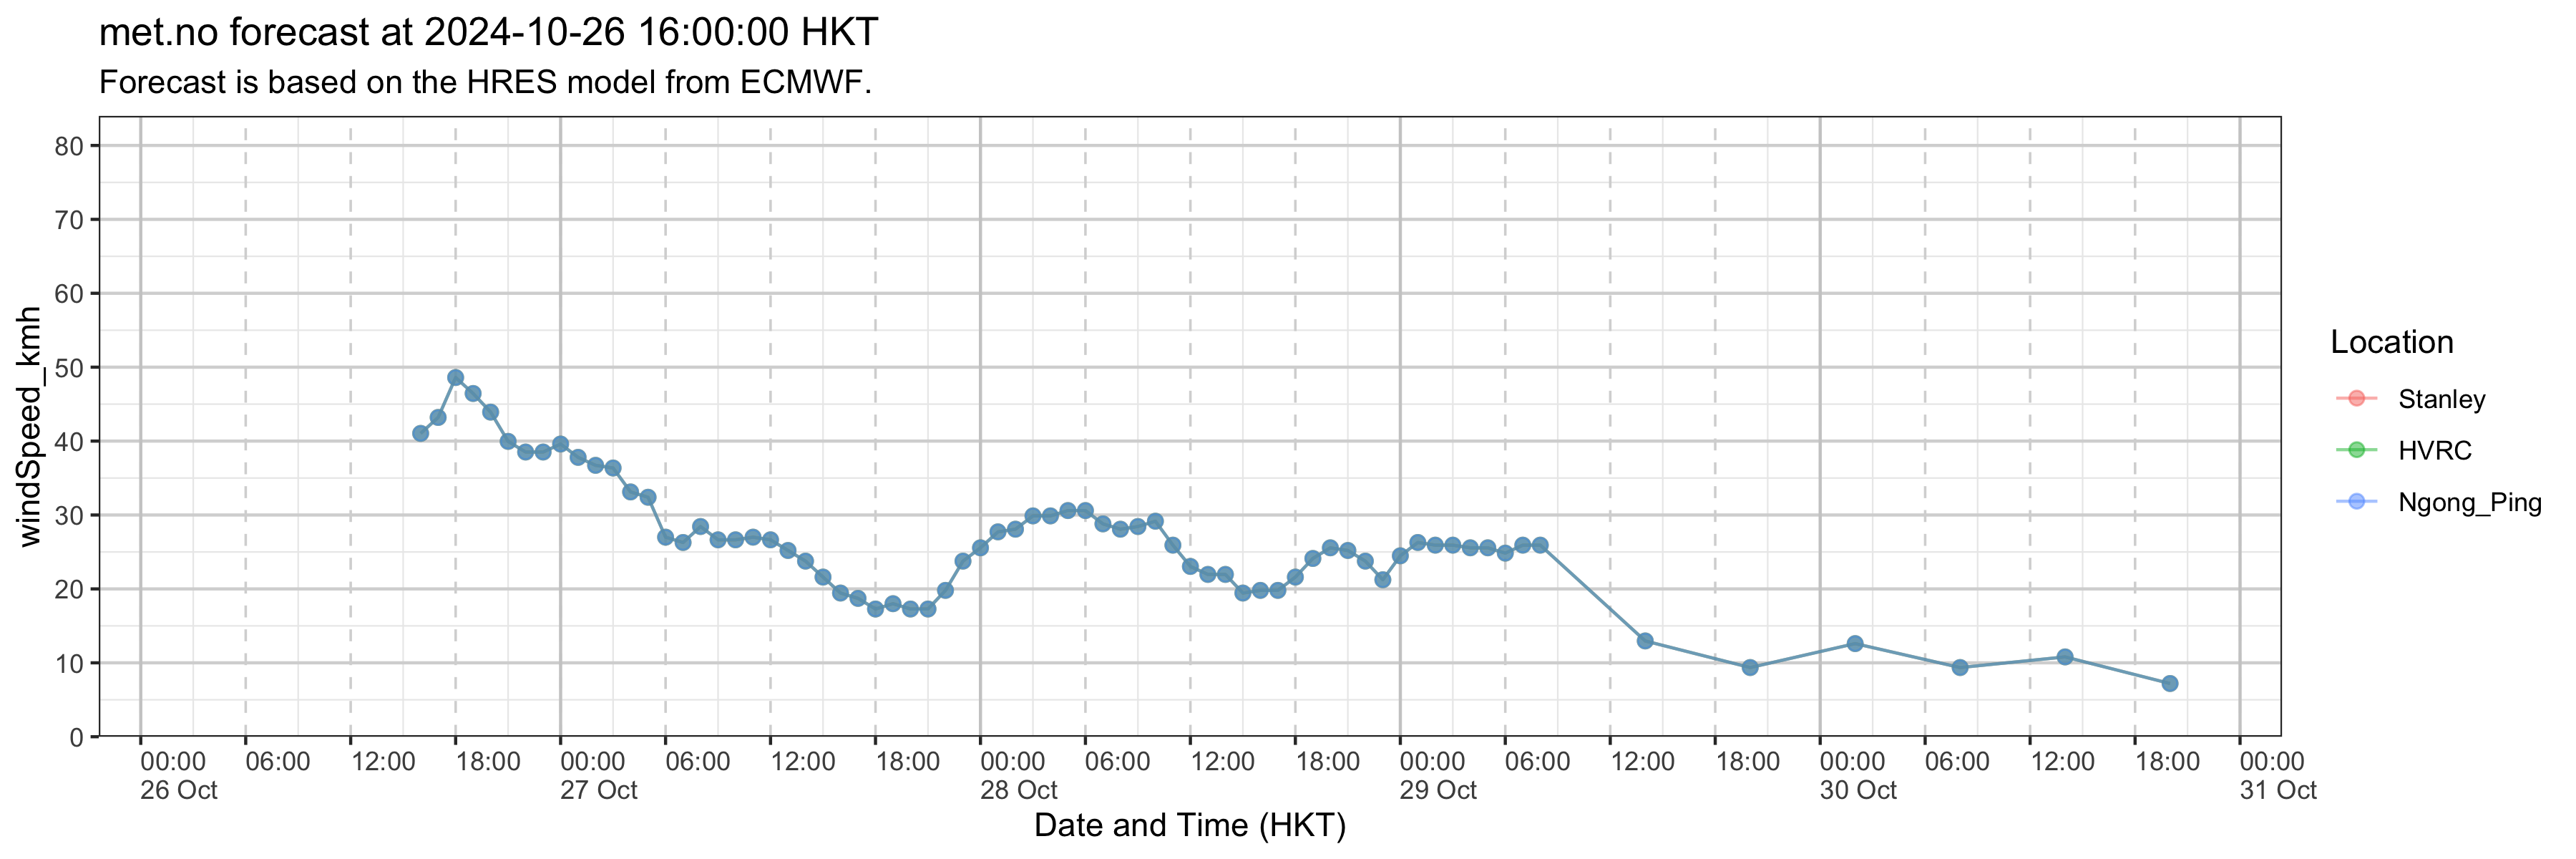 met.no forecast at 2024-10-26 16:00:00 HKT
Forecast is based on the HRES model from ECMWF.
windSpeed_kmh
80
70
60
50
40
30
20
10
0
00:00 06:00 12:00 18:00 00:00 06:00 12:00 18:00 00:00 06:00 12:00 18:00 00:00 06:00 12:00 18:00 00:00 06:00 12:00 18:00 00:00
26 Oct 27 Oct 28 Oct 29 Oct 30 Oct 31 Oct
Date and Time (HKT)
Location
Stanley
HVRC
Ngong_Ping